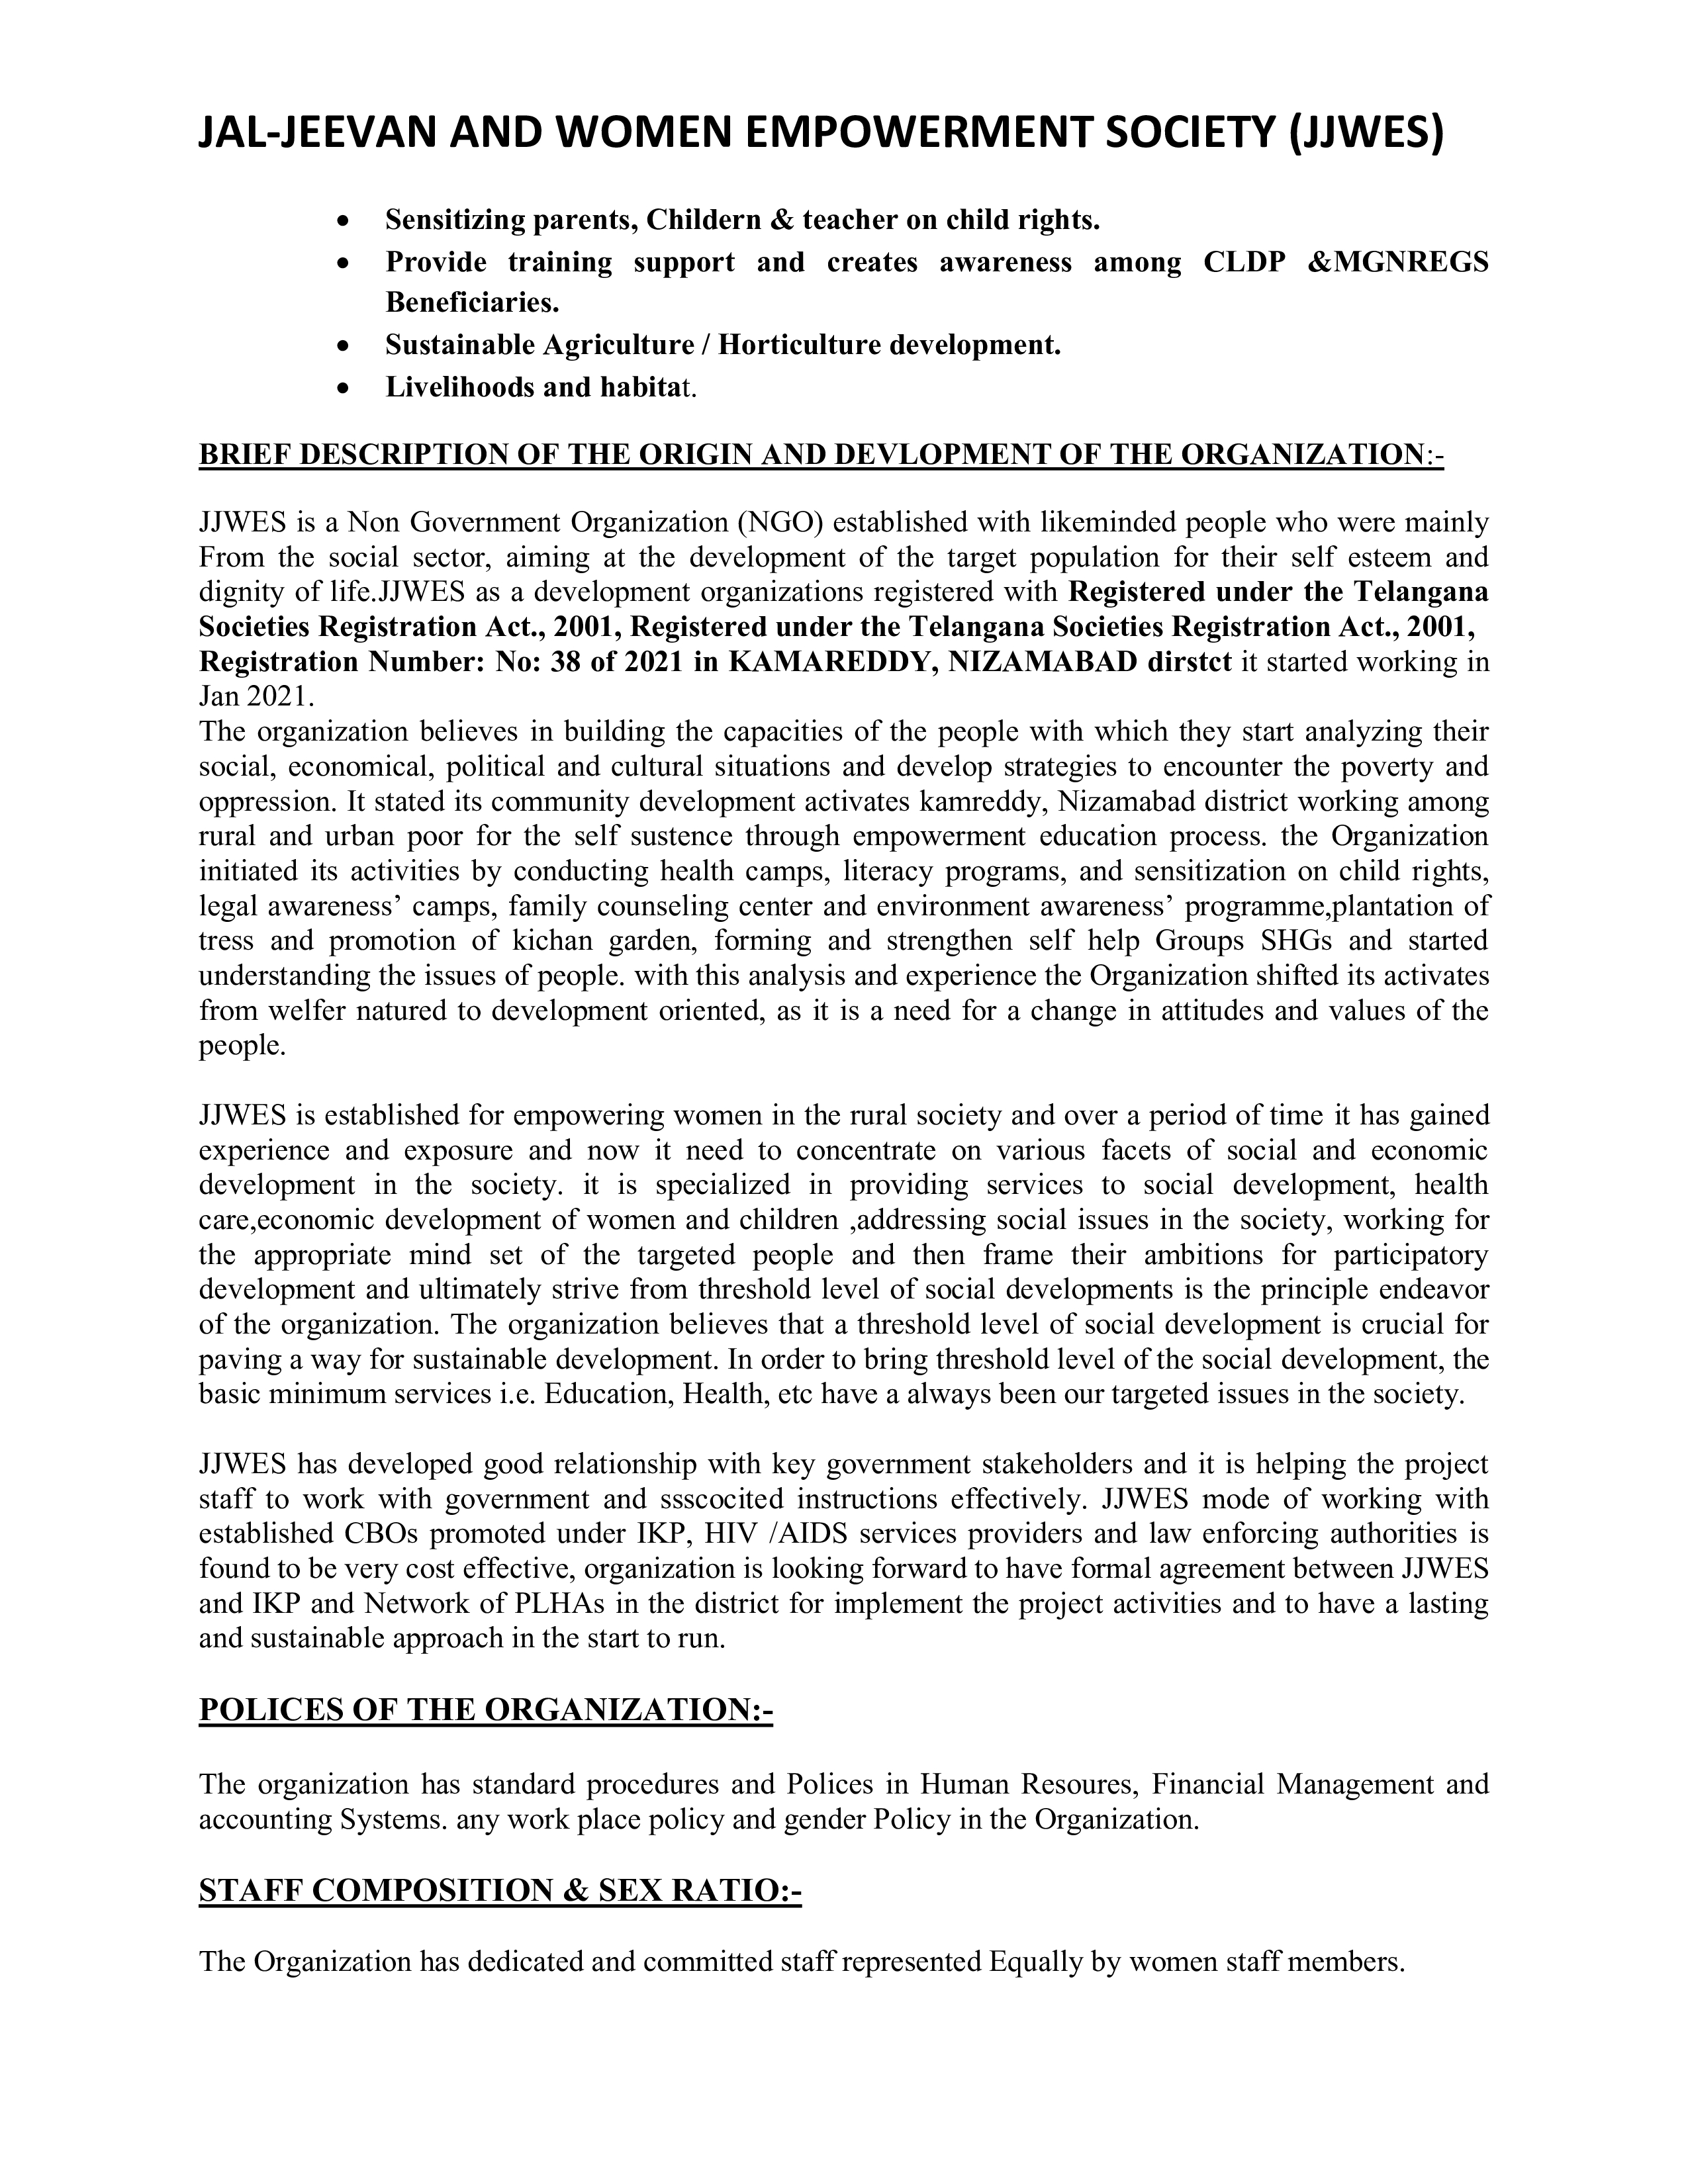 JAL-JEEVAN AND WOMEN EMPOWERMENT SOCIETY (JJWES)
• Sensitizing parents, Childern & teacher on child rights.
• Provide training support and creates awareness among CLDP &MGNREGS
Beneficiaries.
• Sustainable Agriculture / Horticulture development.
• Livelihoods and habitat.
BRIEF DESCRIPTION OF THE ORIGIN AND DEVLOPMENT OF THE ORGANIZATION:-
JJWES is a Non Government Organization (NGO) established with likeminded people who were mainly
From the social sector, aiming at the development of the target population for their self esteem and
dignity of life.JJWES as a development organizations registered with Registered under the Telangana
Societies Registration Act., 2001, Registered under the Telangana Societies Registration Act., 2001,
Registration Number: No: 38 of 2021 in KAMAREDDY, NIZAMABAD dirstct it started working in
Jan 2021.
The organization believes in building the capacities of the people with which they start analyzing their
social, economical, political and cultural situations and develop strategies to encounter the poverty and
oppression. It stated its community development activates kamreddy, Nizamabad district working among
rural and urban poor for the self sustence through empowerment education process. the Organization
initiated its activities by conducting health camps, literacy programs, and sensitization on child rights,
legal awareness’ camps, family counseling center and environment awareness’ programme,plantation of
tress and promotion of kichan garden, forming and strengthen self help Groups SHGs and started
understanding the issues of people. with this analysis and experience the Organization shifted its activates
from welfer natured to development oriented, as it is a need for a change in attitudes and values of the
people.
JJWES is established for empowering women in the rural society and over a period of time it has gained
experience and exposure and now it need to concentrate on various facets of social and economic
development in the society. it is specialized in providing services to social development, health
care,economic development of women and children ,addressing social issues in the society, working for
the appropriate mind set of the targeted people and then frame their ambitions for participatory
development and ultimately strive from threshold level of social developments is the principle endeavor
of the organization. The organization believes that a threshold level of social development is crucial for
paving a way for sustainable development. In order to bring threshold level of the social development, the
basic minimum services i.e. Education, Health, etc have a always been our targeted issues in the society.
JJWES has developed good relationship with key government stakeholders and it is helping the project
staff to work with government and ssscocited instructions effectively. JJWES mode of working with
established CBOs promoted under IKP, HIV /AIDS services providers and law enforcing authorities is
found to be very cost effective, organization is looking forward to have formal agreement between JJWES
and IKP and Network of PLHAs in the district for implement the project activities and to have a lasting
and sustainable approach in the start to run.
POLICES OF THE ORGANIZATION:-
The organization has standard procedures and Polices in Human Resoures, Financial Management and
accounting Systems. any work place policy and gender Policy in the Organization.
STAFF COMPOSITION & SEX RATIO:-
The Organization has dedicated and committed staff represented Equally by women staff members.